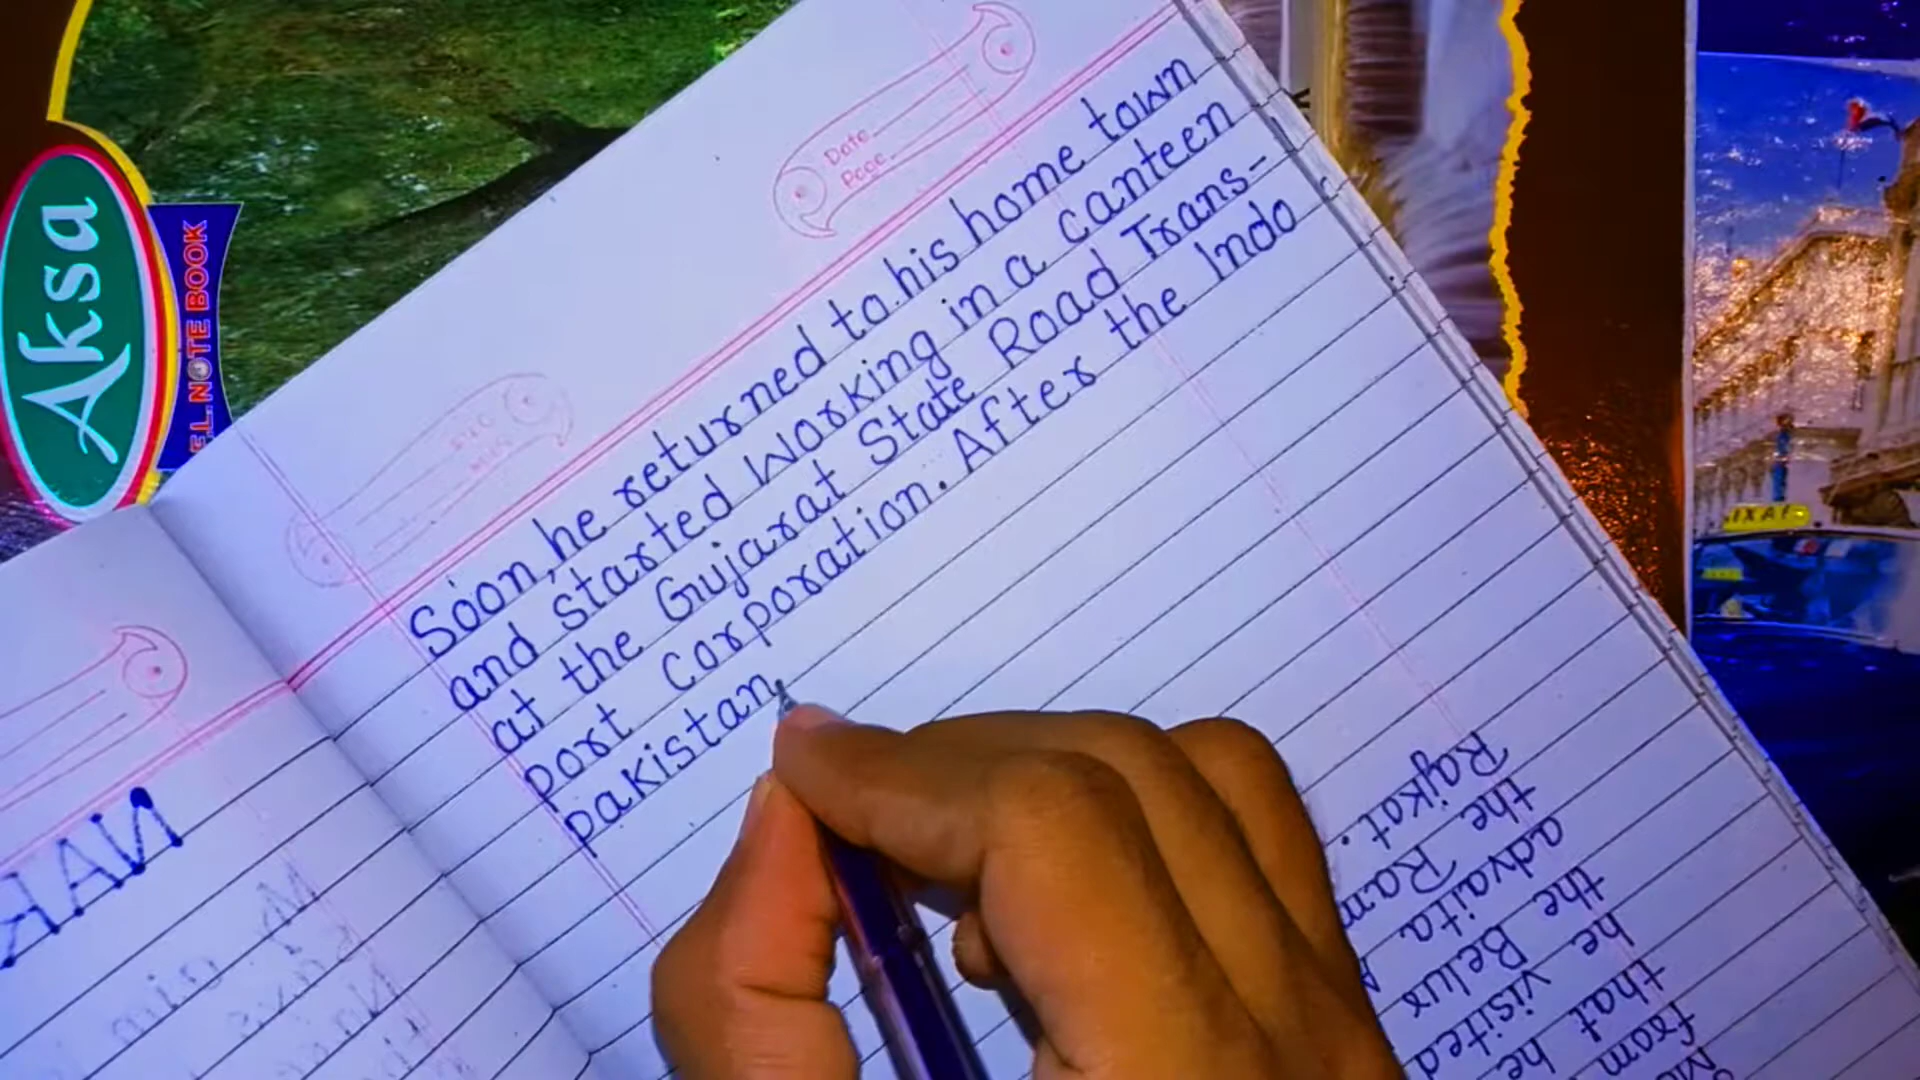 Aksa
F.L. NOTE BOOK
Date
Page
Soon, he returned to his home town
and started working in a canteen
at the Gujarat State Road Trans-
port corporation. After the Indo
pakistan
Rajkot.
the Ram
advaita
the Belur
he visited
that he
from
TAXI